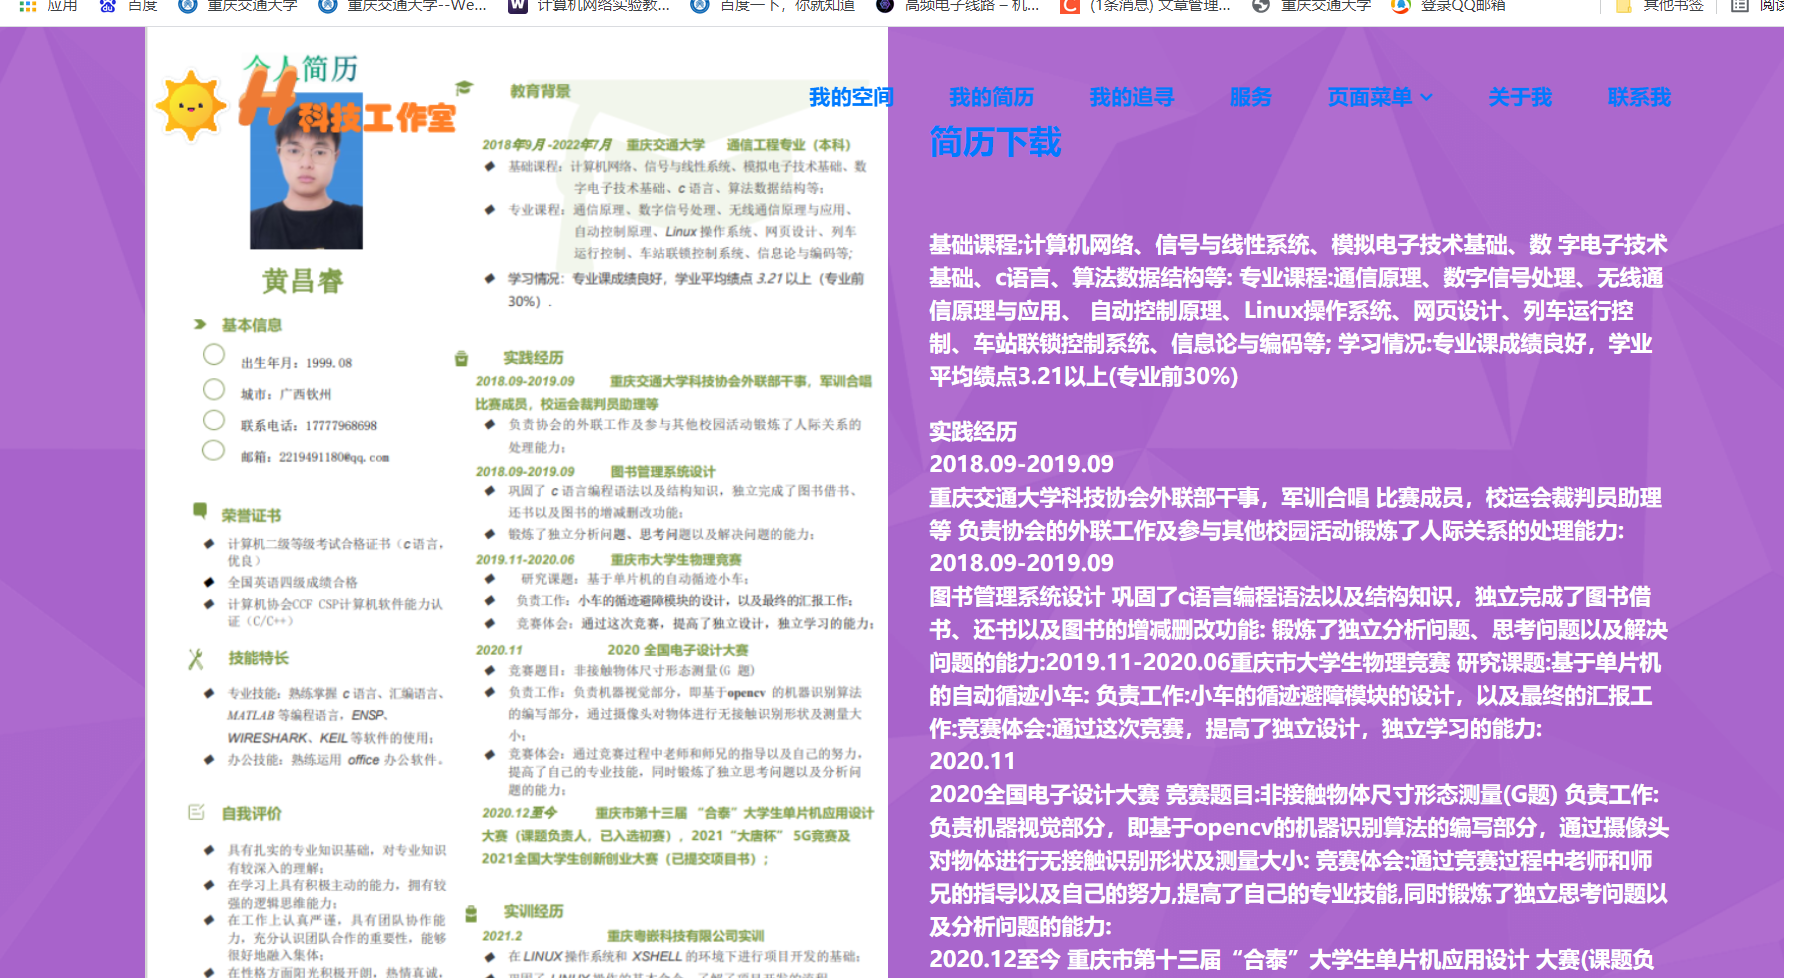 应用
百度
重庆交通大学
重庆交通大学--We...
计算机网络实验教...
百度一下，你就知道
高频电子线路 – 机...
(1条消息) 文章管理...
重庆交通大学
登录QQ邮箱
其他书签
个人简历
H科技工作室
黄昌睿
基本信息
出生年月：1999.08
城市：广西钦州
联系电话：17777968698
邮箱：2219491180@qq.com
荣誉证书
计算机二级等级考试合格证书（c语言，
优良）
全国英语四级成绩合格
计算机协会CCF CSP计算机软件能力认
证（C/C++）
技能特长
专业技能：熟练掌握 c 语言、汇编语言、
MATLAB 等编程语言，ENSP、
WIRESHARK、KEIL 等软件的使用；
办公技能：熟练运用 office 办公软件。
自我评价
具有扎实的专业知识基础，对专业知识
有较深入的理解；
在学习上具有积极主动的能力，拥有较
强的逻辑思维能力；
在工作上认真严谨，具有团队协作能
力，充分认识团队合作的重要性，能够
很好地融入集体；
在性格方面阳光积极开朗，热情真诚，
教育背景
2018年9月-2022年7月 重庆交通大学 通信工程专业（本科）
基础课程：计算机网络、信号与线性系统、模拟电子技术基础、数
字电子技术基础、c 语言、算法数据结构等；
专业课程：通信原理、数字信号处理、无线通信原理与应用、
自动控制原理、Linux 操作系统、网页设计、列车
运行控制、车站联锁控制系统、信息论与编码等;
学习情况：专业课成绩良好，学业平均绩点 3.21 以上（专业前
30%）.
实践经历
2018.09-2019.09 重庆交通大学科技协会外联部干事，军训合唱
比赛成员，校运会裁判员助理等
负责协会的外联工作及参与其他校园活动锻炼了人际关系的
处理能力；
2018.09-2019.09 图书管理系统设计
巩固了 c 语言编程语法以及结构知识，独立完成了图书借书、
还书以及图书的增减删改功能；
锻炼了独立分析问题、思考问题以及解决问题的能力；
2019.11-2020.06 重庆市大学生物理竞赛
研究课题：基于单片机的自动循迹小车；
负责工作：小车的循迹避障模块的设计，以及最终的汇报工作；
竞赛体会：通过这次竞赛，提高了独立设计，独立学习的能力；
2020.11 2020 全国电子设计大赛
竞赛题目：非接触物体尺寸形态测量(G 题)
负责工作：负责机器视觉部分，即基于opencv 的机器识别算法
的编写部分，通过摄像头对物体进行无接触识别形状及测量大
小；
竞赛体会：通过竞赛过程中老师和师兄的指导以及自己的努力，
提高了自己的专业技能，同时锻炼了独立思考问题以及分析问
题的能力；
2020.12至今 重庆市第十三届 “合泰”大学生单片机应用设计
大赛（课题负责人，已入选初赛），2021“大唐杯” 5G竞赛及
2021全国大学生创新创业大赛（已提交项目书）；
实训经历
2021.2 重庆粤嵌科技有限公司实训
在 LINUX 操作系统和 XSHELL 的环境下进行项目开发的基础；
我的空间 我的简历 我的追寻 服务 页面菜单 关于我 联系我
简历下载
基础课程;计算机网络、信号与线性系统、模拟电子技术基础、数 字电子技术
基础、c语言、算法数据结构等: 专业课程:通信原理、数字信号处理、无线通
信原理与应用、 自动控制原理、Linux操作系统、网页设计、列车运行控
制、车站联锁控制系统、信息论与编码等; 学习情况:专业课成绩良好，学业
平均绩点3.21以上(专业前30%)
实践经历
2018.09-2019.09
重庆交通大学科技协会外联部干事，军训合唱 比赛成员，校运会裁判员助理
等 负责协会的外联工作及参与其他校园活动锻炼了人际关系的处理能力:
2018.09-2019.09
图书管理系统设计 巩固了c语言编程语法以及结构知识，独立完成了图书借
书、还书以及图书的增减删改功能: 锻炼了独立分析问题、思考问题以及解决
问题的能力:2019.11-2020.06重庆市大学生物理竞赛 研究课题:基于单片机
的自动循迹小车: 负责工作:小车的循迹避障模块的设计，以及最终的汇报工
作:竞赛体会:通过这次竞赛，提高了独立设计，独立学习的能力:
2020.11
2020全国电子设计大赛 竞赛题目:非接触物体尺寸形态测量(G题) 负责工作:
负责机器视觉部分，即基于opencv的机器识别算法的编写部分，通过摄像头
对物体进行无接触识别形状及测量大小: 竞赛体会:通过竞赛过程中老师和师
兄的指导以及自己的努力,提高了自己的专业技能,同时锻炼了独立思考问题以
及分析问题的能力:
2020.12至今 重庆市第十三届“合泰”大学生单片机应用设计 大赛(课题负